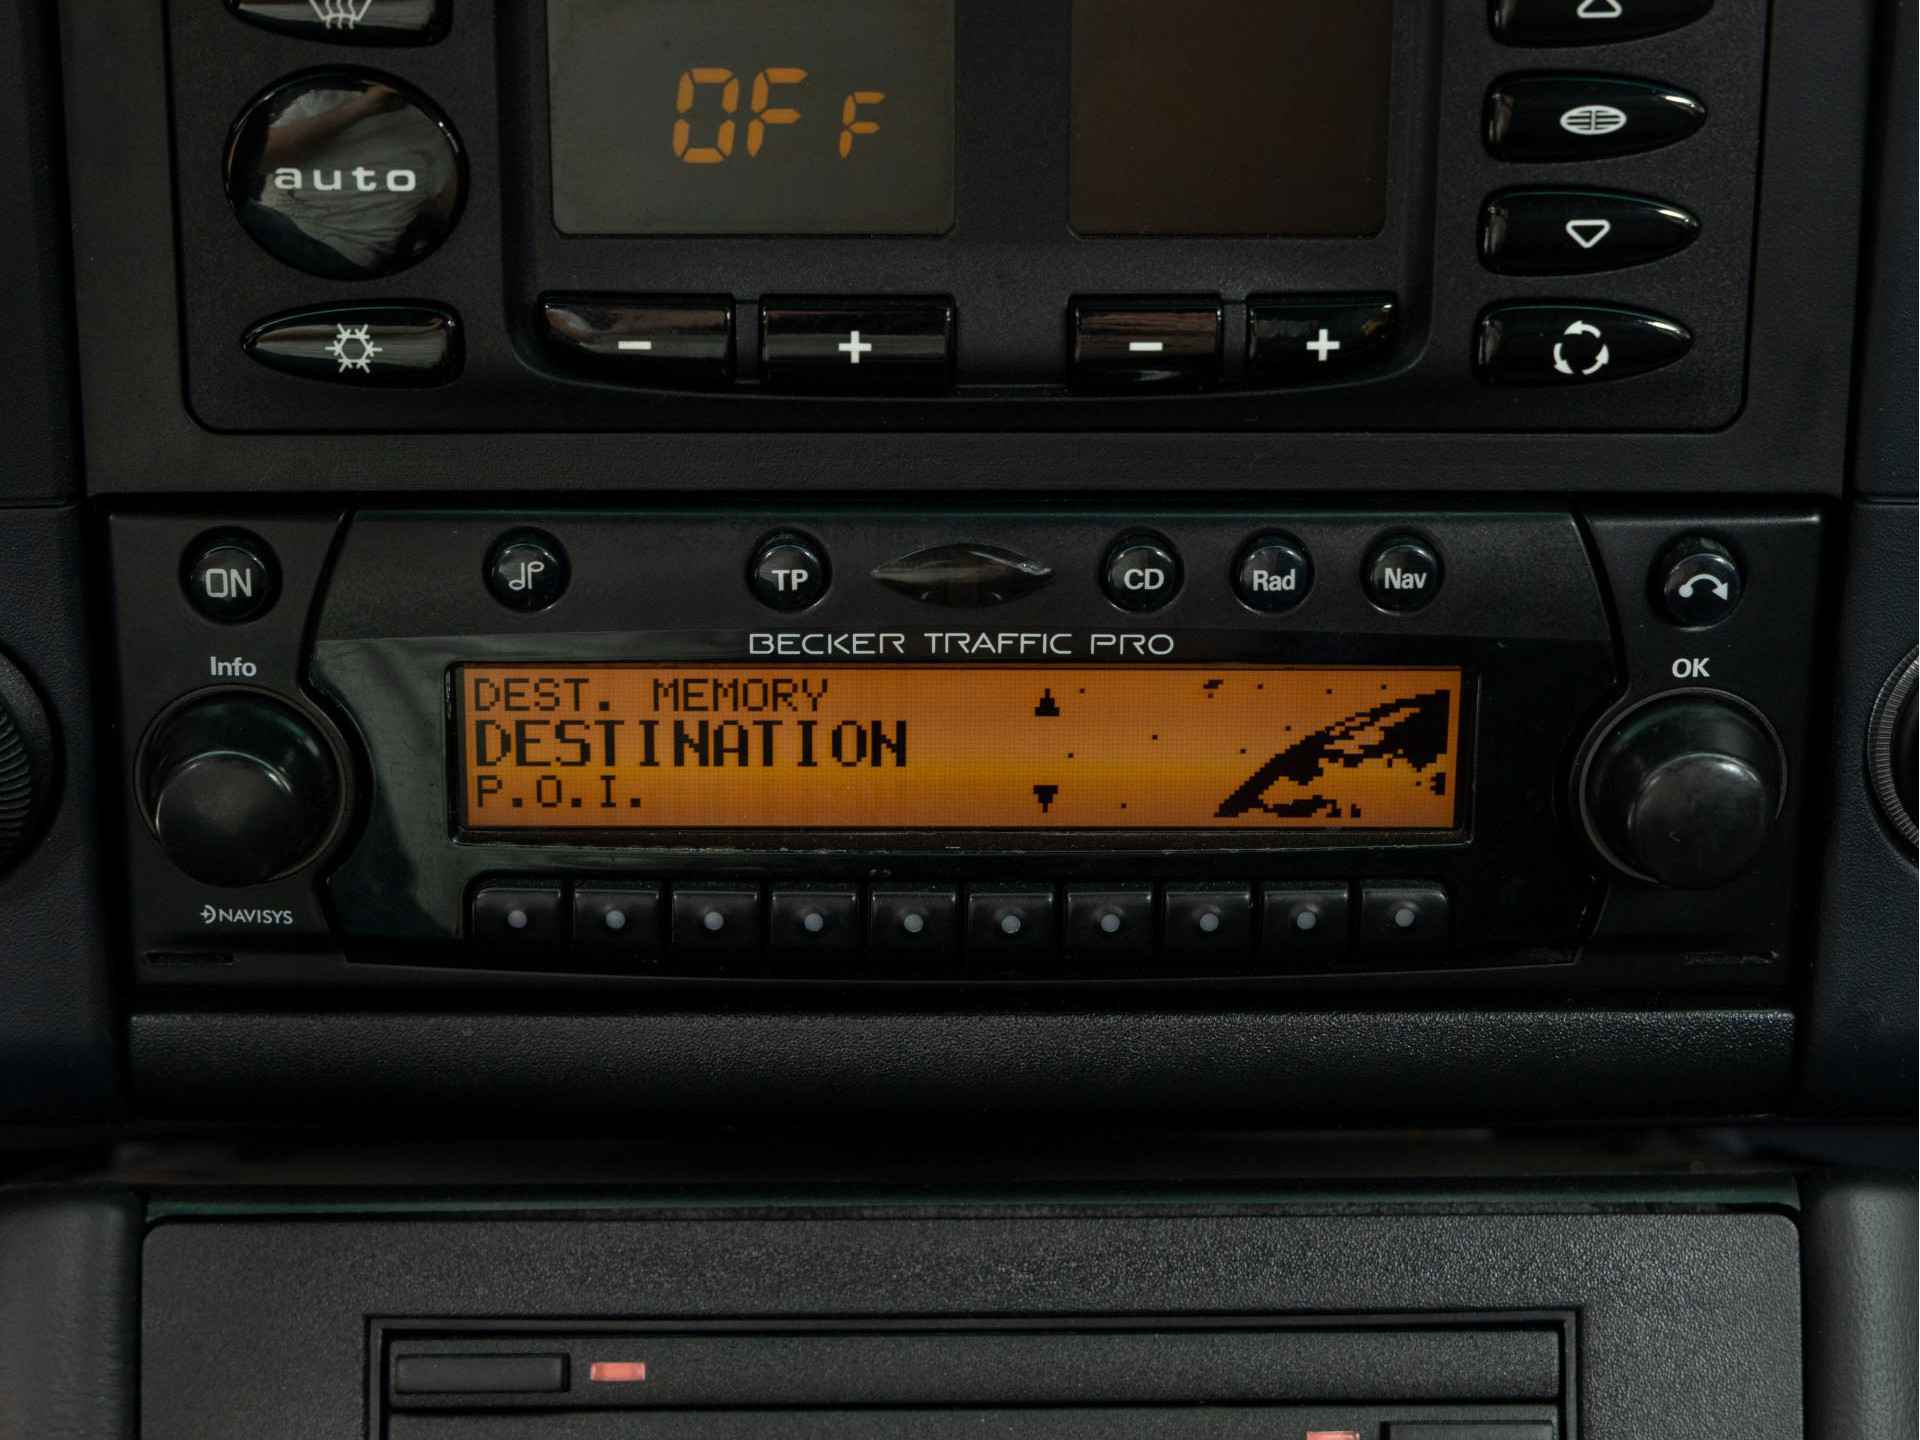 OFF
auto
− + − +
ON TP CD Rad Nav
BECKER TRAFFIC PRO
Info
OK
DEST. MEMORY
DESTINATION
P.O.I.
NAVISYS